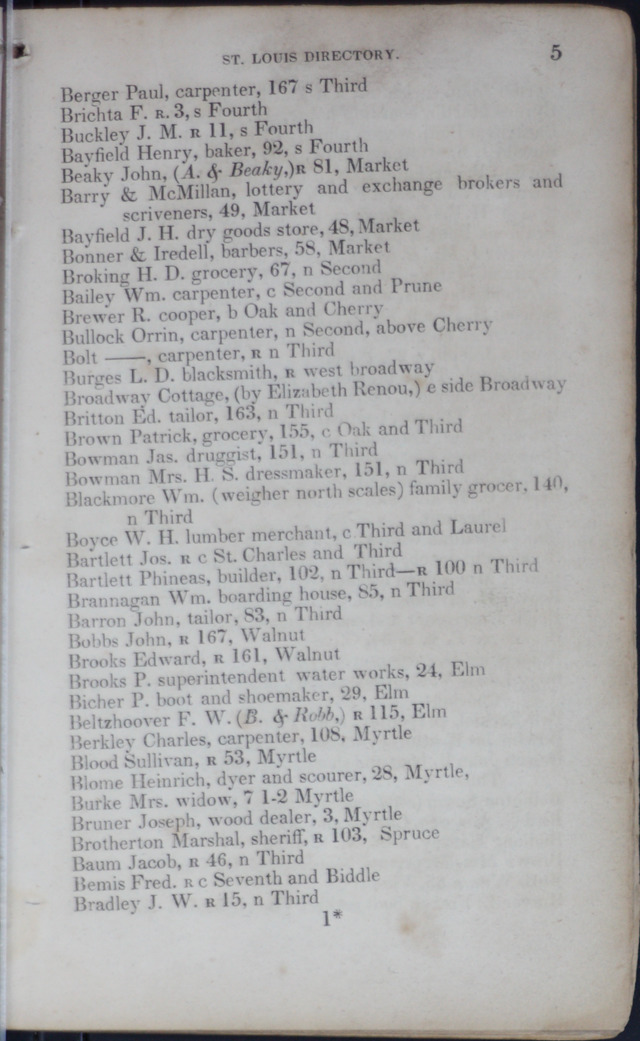 ST. LOUIS DIRECTORY. 5
Berger Paul, carpenter, 167 s Third
Brichta F. R. 3, s Fourth
Buckley J. M. R 11, s Fourth
Bayfield Henry, baker, 92, s Fourth
Beaky John, (A. & Beaky,) R 81, Market
Barry & McMillan, lottery and exchange brokers and
scriveners, 49, Market
Bayfield J. H. dry goods store, 48, Market
Bonner & Iredell, barbers, 58, Market
Broking H. D. grocery, 67, n Second
Bailey Wm. carpenter, c Second and Prune
Brewer R. cooper, b Oak and Cherry
Bullock Orrin, carpenter, n Second, above Cherry
Bolt ——, carpenter, R n Third
Burges L. D. blacksmith, R west broadway
Broadway Cottage, (by Elizabeth Renou,) e side Broadway
Britton Ed. tailor, 163, n Third
Brown Patrick, grocery, 155, c Oak and Third
Bowman Jas. druggist, 151, n Third
Bowman Mrs. H. S. dressmaker, 151, n Third
Blackmore Wm. (weigher north scales) family grocer, 140,
n Third
Boyce W. H. lumber merchant, c Third and Laurel
Bartlett Jos. R c St. Charles and Third
Bartlett Phineas, builder, 102, n Third—R 100 n Third
Brannagan Wm. boarding house, 85, n Third
Barron John, tailor, 83, n Third
Bobbs John, R 167, Walnut
Brooks Edward, R 161, Walnut
Brooks P. superintendent water works, 24, Elm
Bicher P. boot and shoemaker, 29, Elm
Beltzhoover F. W. (B. & Robb,) R 115, Elm
Berkley Charles, carpenter, 108, Myrtle
Blood Sullivan, R 53, Myrtle
Blome Heinrich, dyer and scourer, 28, Myrtle,
Burke Mrs. widow, 7 1-2 Myrtle
Bruner Joseph, wood dealer, 3, Myrtle
Brotherton Marshal, sheriff, R 103, Spruce
Baum Jacob, R 46, n Third
Bemis Fred. R c Seventh and Biddle
Bradley J. W. R 15, n Third
1*